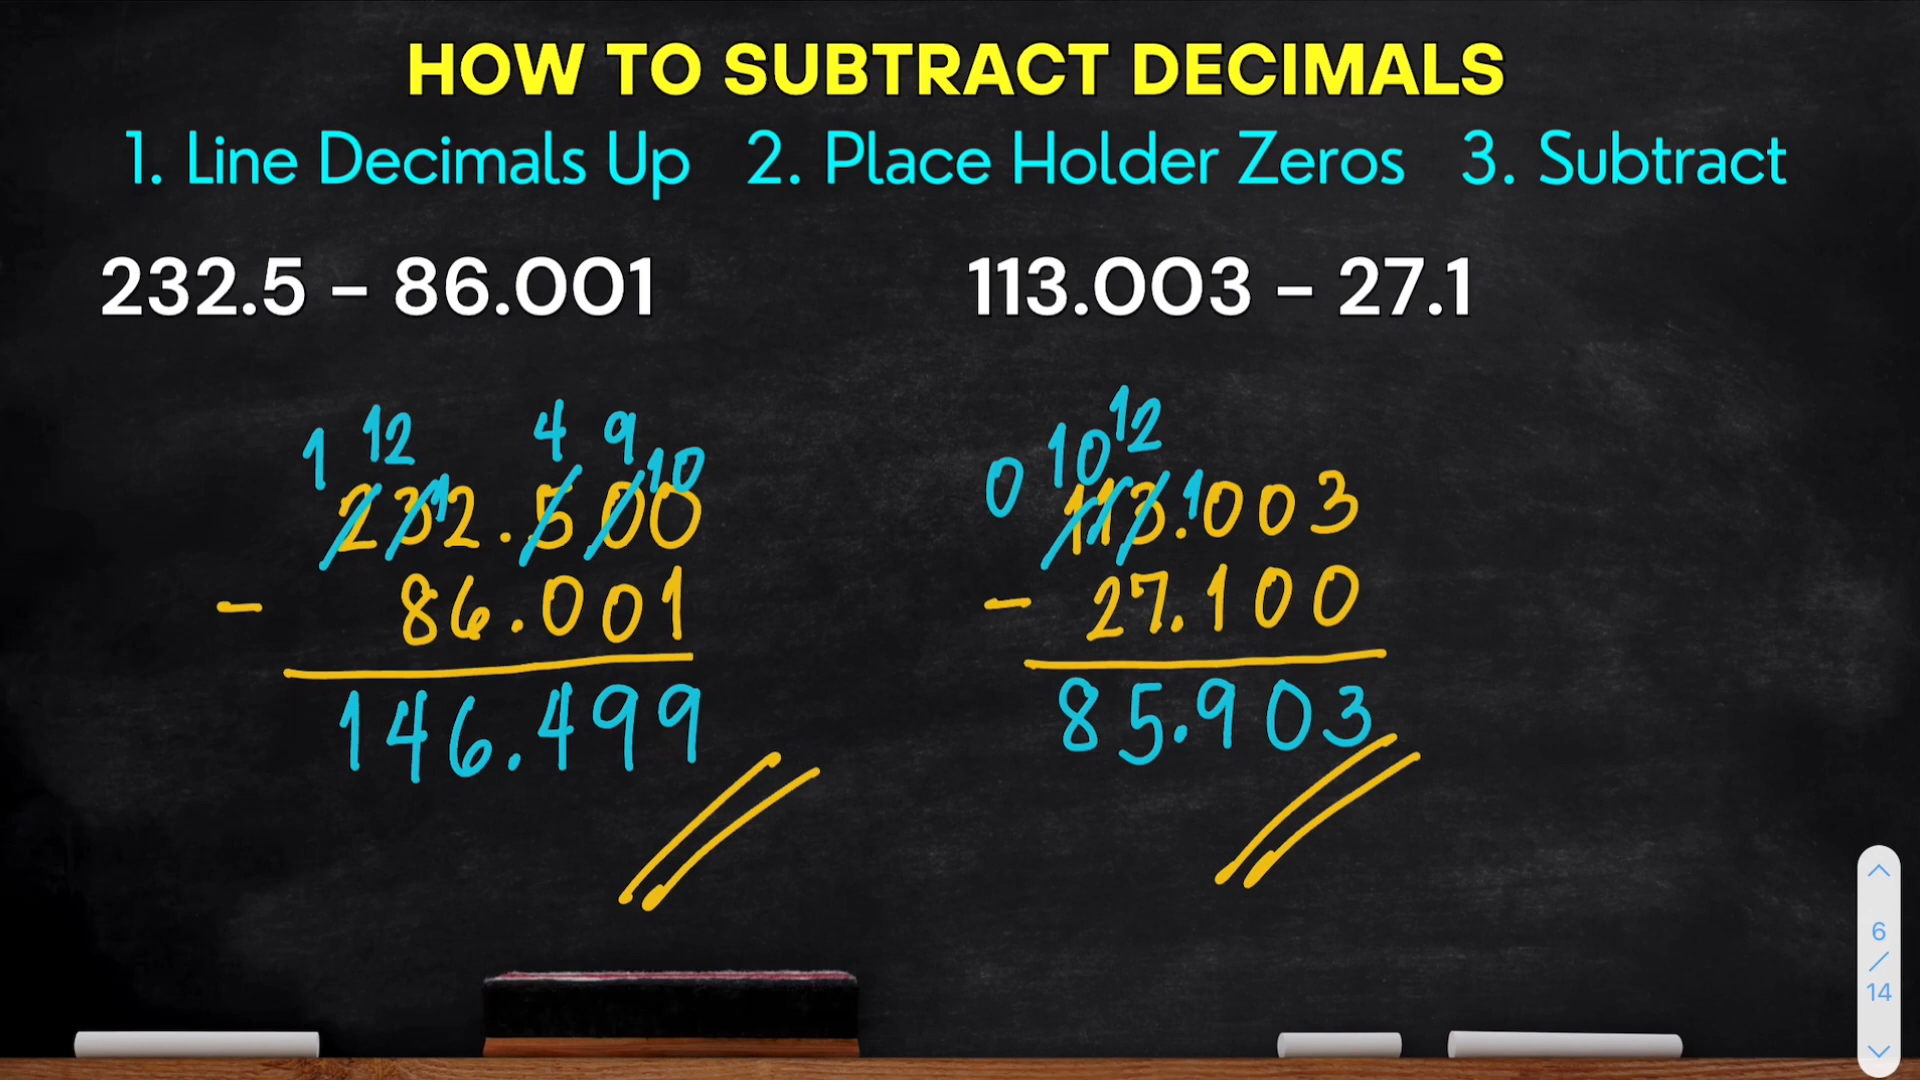 HOW TO SUBTRACT DECIMALS
1. Line Decimals Up 2. Place Holder Zeros 3. Subtract
232.5 – 86.001
113.003 – 27.1
1 12 4 9 10
232.500
1
- 86.001
146.499
0 10 12
113.003
1
- 27.100
85.903
6
/
14